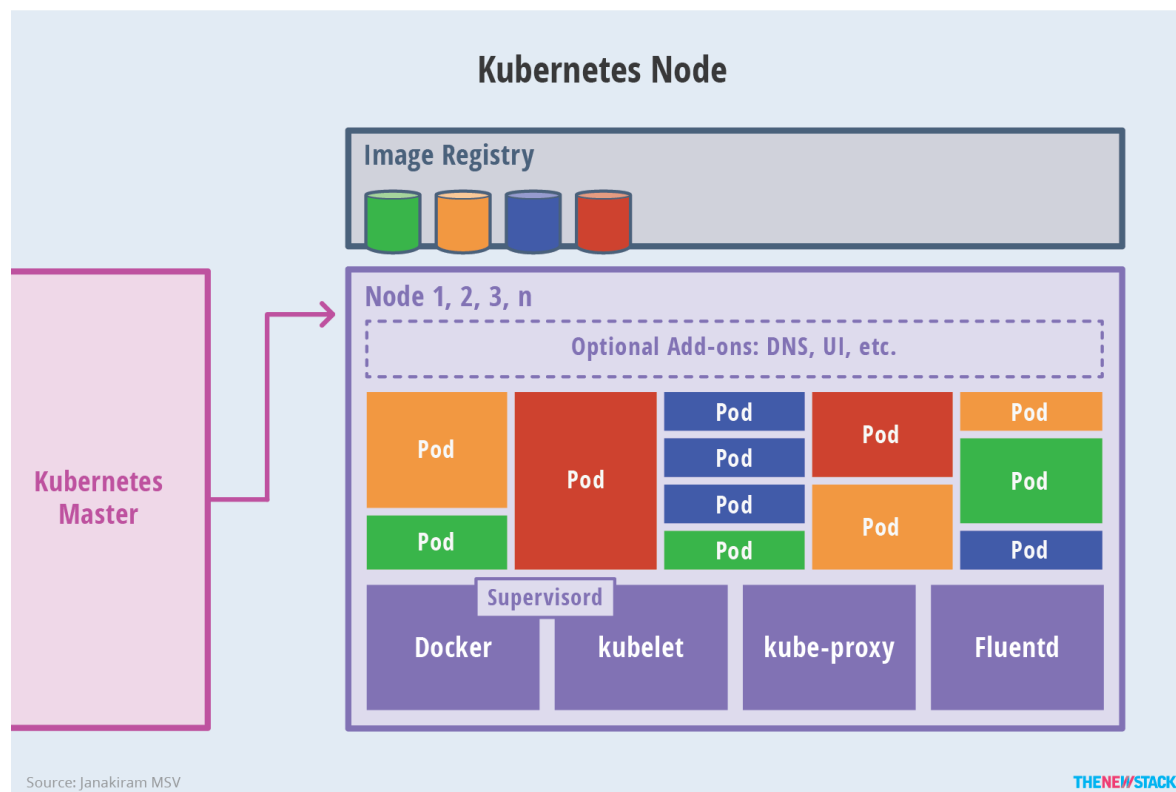 Kubernetes Node
Image Registry
Kubernetes
Master
Node 1, 2, 3, n
Optional Add-ons: DNS, UI, etc.
Pod
Pod
Pod
Pod
Pod
Pod
Pod
Pod
Pod
Pod
Pod
Pod
Supervisord
Docker
kubelet
kube-proxy
Fluentd
Source: Janakiram MSV
THENEWSTACK